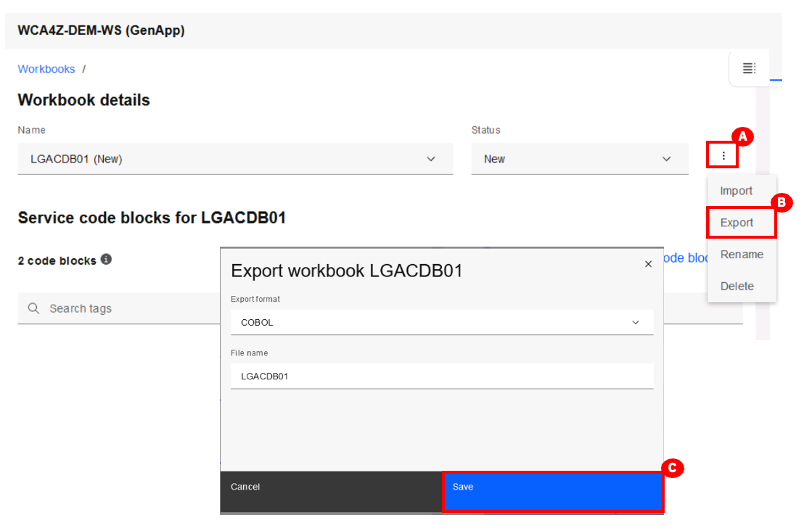 WCA4Z-DEM-WS (GenApp)
Workbooks /
Workbook details
Name
Status
A
LGACDB01 (New)
New
Import
B
Service code blocks for LGACDB01
Export
2 code blocks
ode bloc
Rename
Export workbook LGACDB01
Delete
Search tags
Export format
COBOL
File name
LGACDB01
C
Cancel
Save